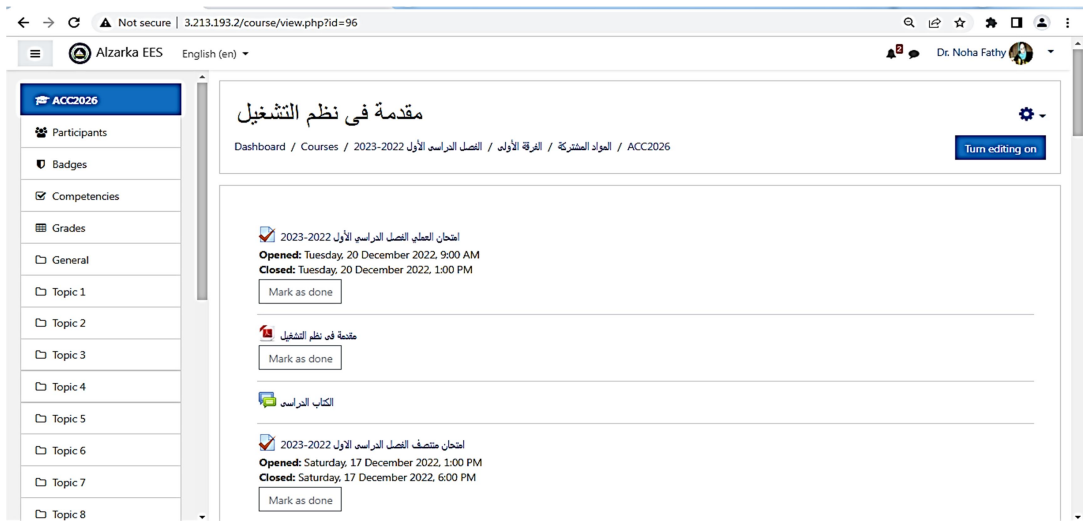 Not secure | 3.213.193.2/course/view.php?id=96
Alzarka EES English (en)
2 Dr. Noha Fathy
ACC2026
Participants
Badges
Competencies
Grades
General
Topic 1
Topic 2
Topic 3
Topic 4
Topic 5
Topic 6
Topic 7
Topic 8
مقدمة فى نظم التشغيل
Dashboard / Courses / الفصل الدراسى الأول 2022-2023 / الفرقة الأولى / المواد المشتركة / ACC2026
Turn editing on
امتحان العملي الفصل الدراسي الأول 2022-2023
Opened: Tuesday, 20 December 2022, 9:00 AM
Closed: Tuesday, 20 December 2022, 1:00 PM
Mark as done
مقدمة فى نظم التشغيل
Mark as done
الكتاب الدراسى
امتحان منتصف الفصل الدراسى الاول 2022-2023
Opened: Saturday, 17 December 2022, 1:00 PM
Closed: Saturday, 17 December 2022, 6:00 PM
Mark as done